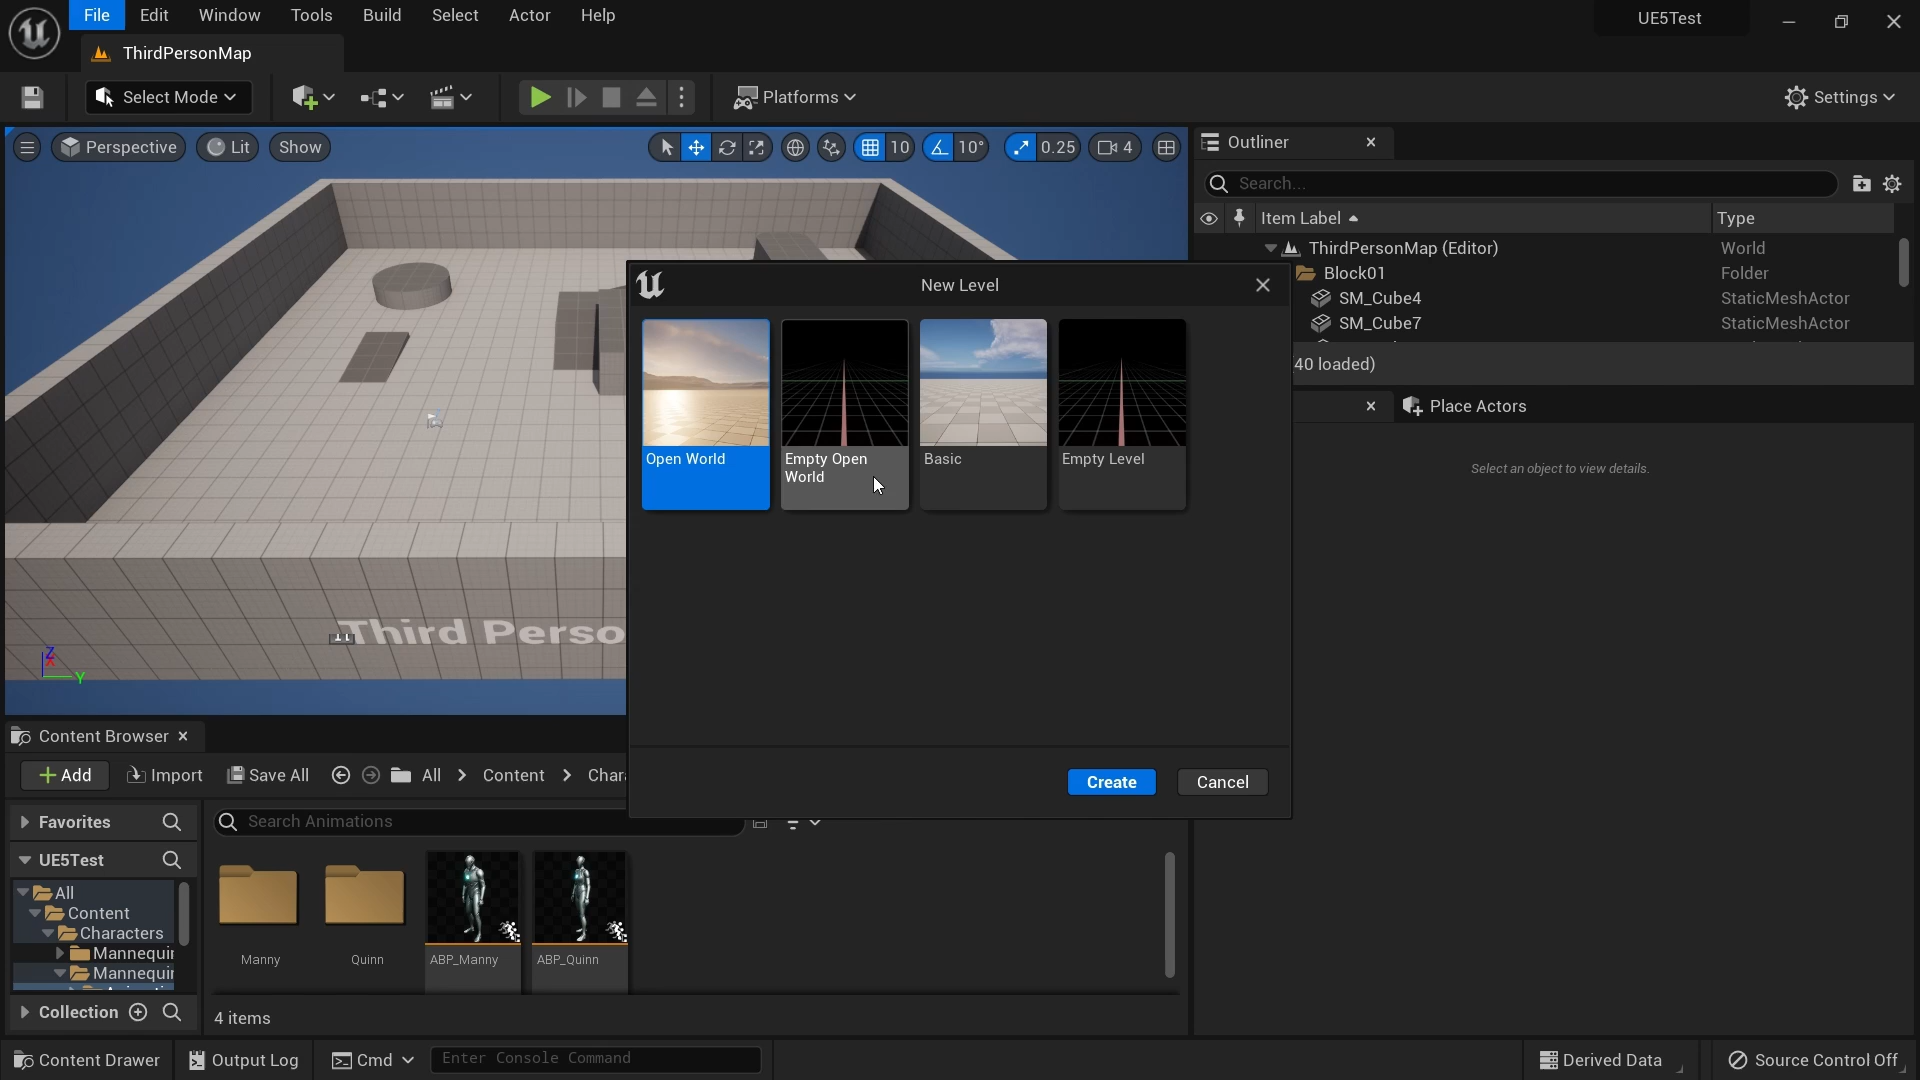 File Edit Window Tools Build Select Actor Help
UE5Test
ThirdPersonMap
Select Mode
Platforms
Settings
Perspective
Lit
Show
10
10°
0.25
4
Outliner
Search...
Item Label
Type
ThirdPersonMap (Editor)
World
Block01
Folder
SM_Cube4
StaticMeshActor
SM_Cube7
StaticMeshActor
40 loaded)
Place Actors
Select an object to view details.
New Level
Open World
Empty Open
World
Basic
Empty Level
Create
Cancel
Third Perso
Z
X
Y
Content Browser
Add
Import
Save All
All
Content
Chara
Favorites
Search Animations
UE5Test
All
Content
Characters
Mannequin
Mannequin
Manny
Quinn
ABP_Manny
ABP_Quinn
Collection
4 items
Content Drawer
Output Log
Cmd
Enter Console Command
Derived Data
Source Control Off